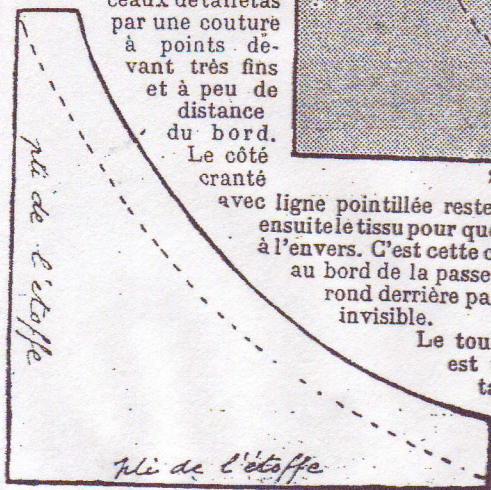 ceaux de taffetas
par une couture
à points de-
vant très fins
et à peu de
distance
du bord.
Le côté
cranté
avec ligne pointillée reste
ensuite le tissu pour que
à l'envers. C'est cette
au bord de la passe
rond derrière
invisible.
Le
est
pli de l'étoffe
pli de l'étoffe